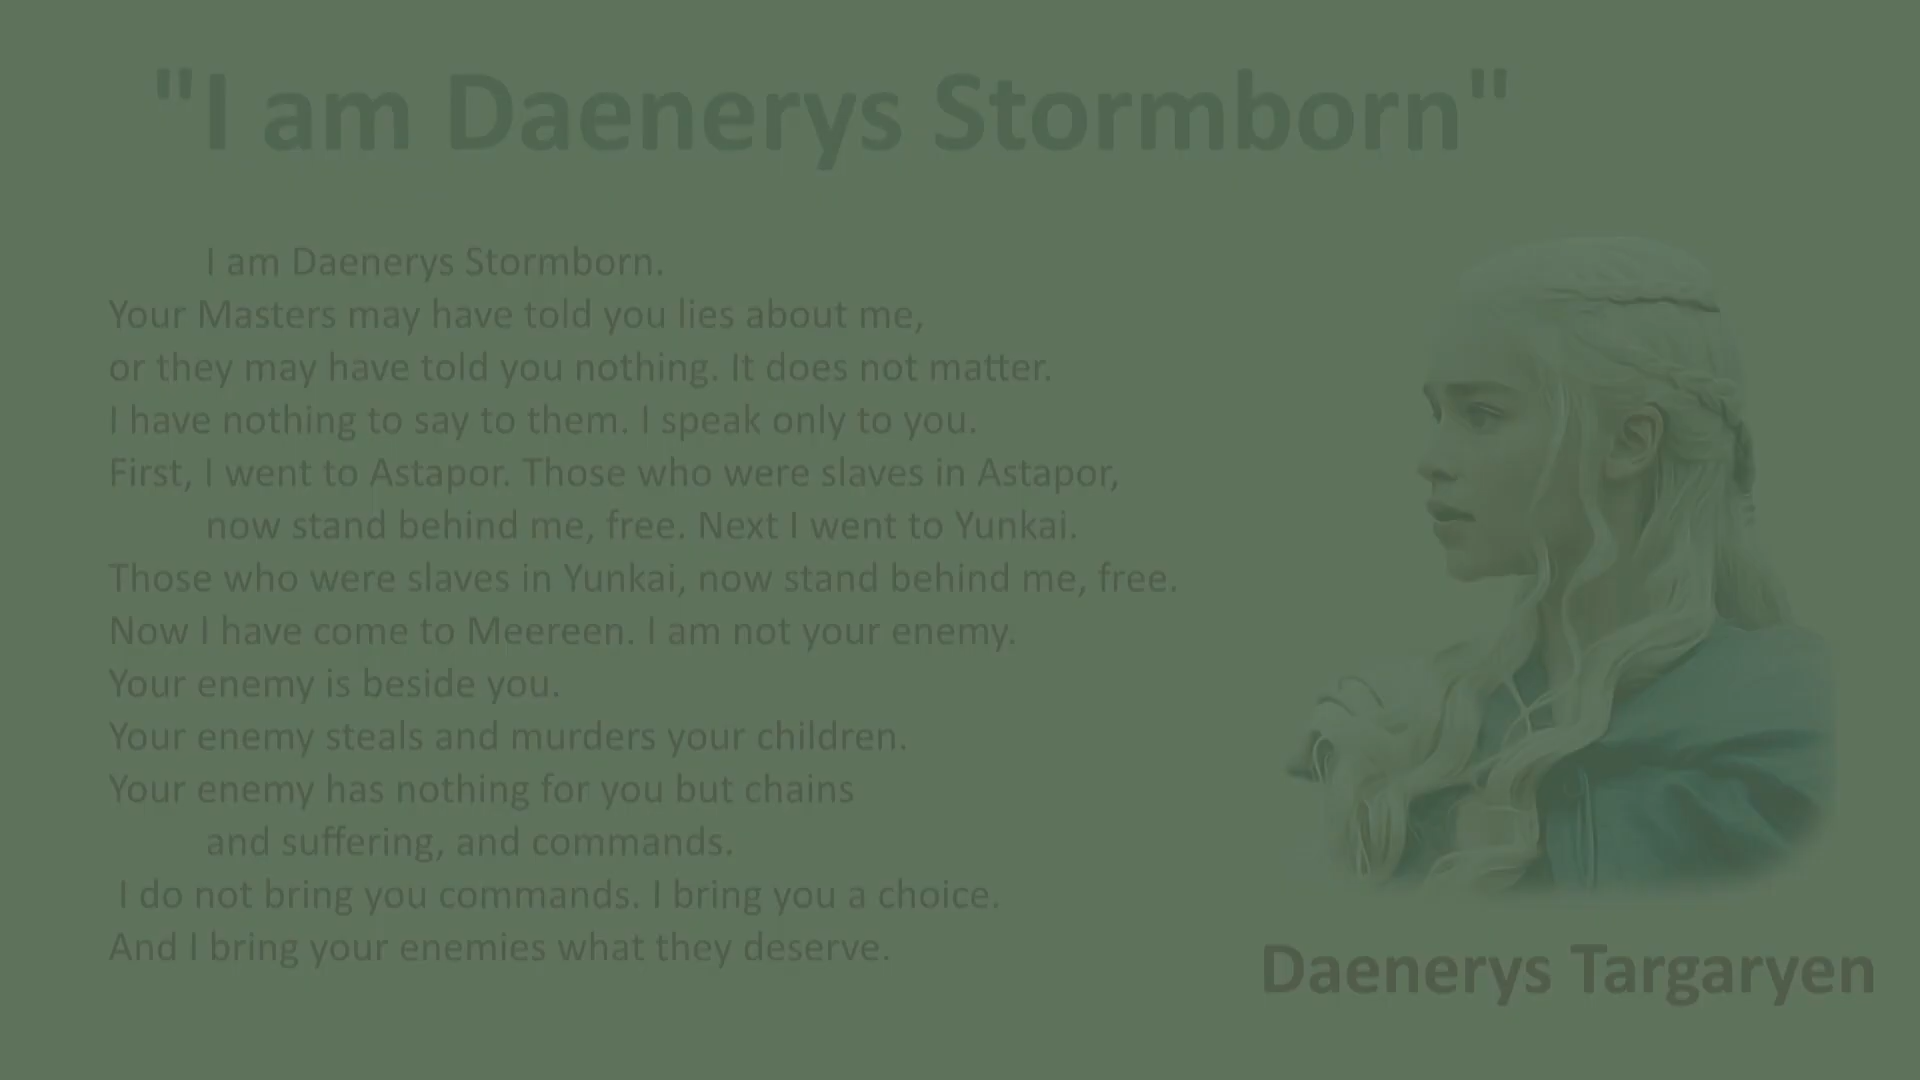 "I am Daenerys Stormborn"
I am Daenerys Stormborn.
Your Masters may have told you lies about me,
or they may have told you nothing. It does not matter.
I have nothing to say to them. I speak only to you.
First, I went to Astapor. Those who were slaves in Astapor,
now stand behind me, free. Next I went to Yunkai.
Those who were slaves in Yunkai, now stand behind me, free.
Now I have come to Meereen. I am not your enemy.
Your enemy is beside you.
Your enemy steals and murders your children.
Your enemy has nothing for you but chains
and suffering, and commands.
I do not bring you commands. I bring you a choice.
And I bring your enemies what they deserve.
Daenerys Targaryen